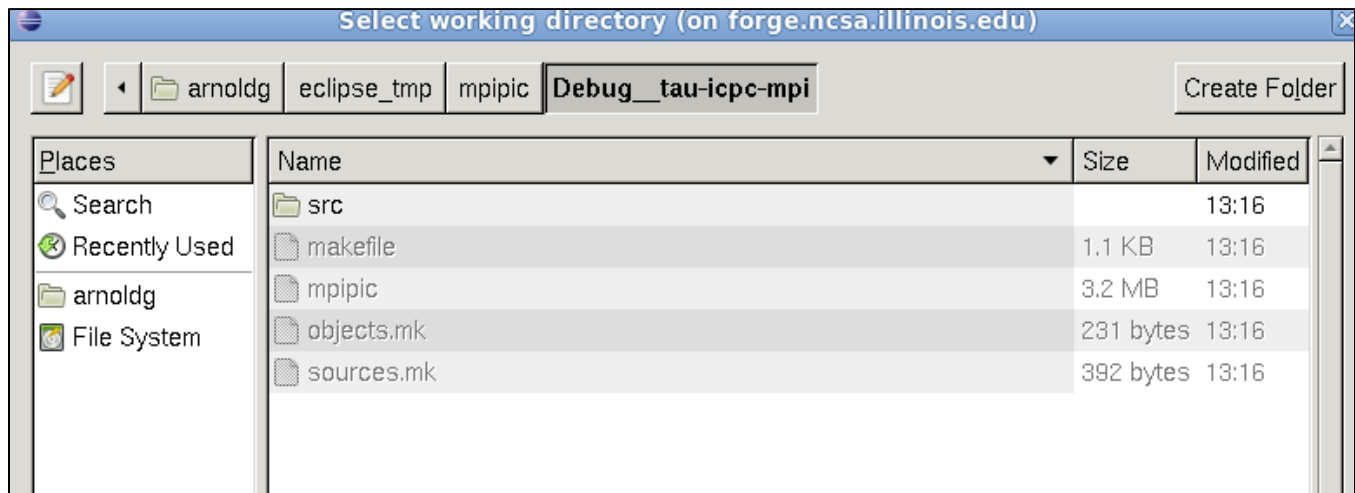 Select working directory (on forge.ncsa.illinois.edu)
arnoldg eclipse_tmp mpipic Debug__tau-icpc-mpi Create Folder
Places Name Size Modified
Search src 13:16
Recently Used makefile 1.1 KB 13:16
arnoldg mpipic 3.2 MB 13:16
File System objects.mk 231 bytes 13:16
sources.mk 392 bytes 13:16